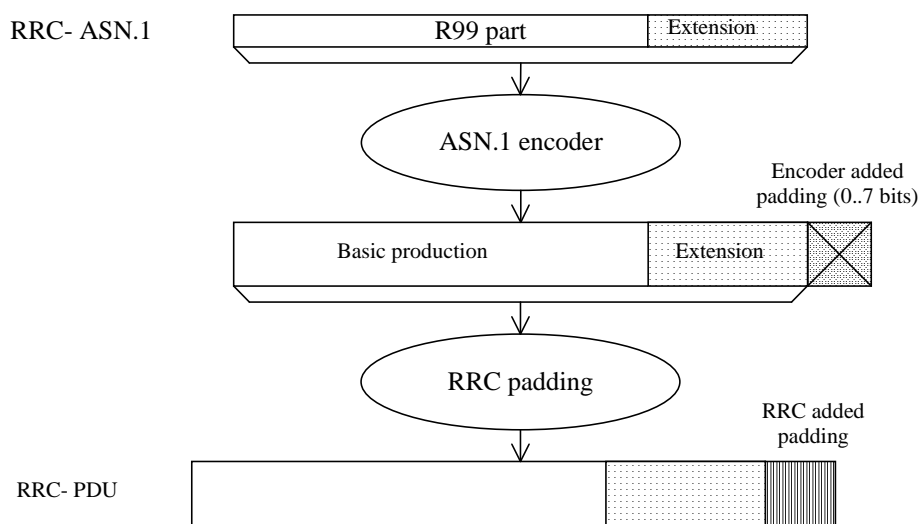 RRC- ASN.1
R99 part
Extension
ASN.1 encoder
Encoder added
padding (0..7 bits)
Basic production
Extension
RRC padding
RRC added
padding
RRC- PDU